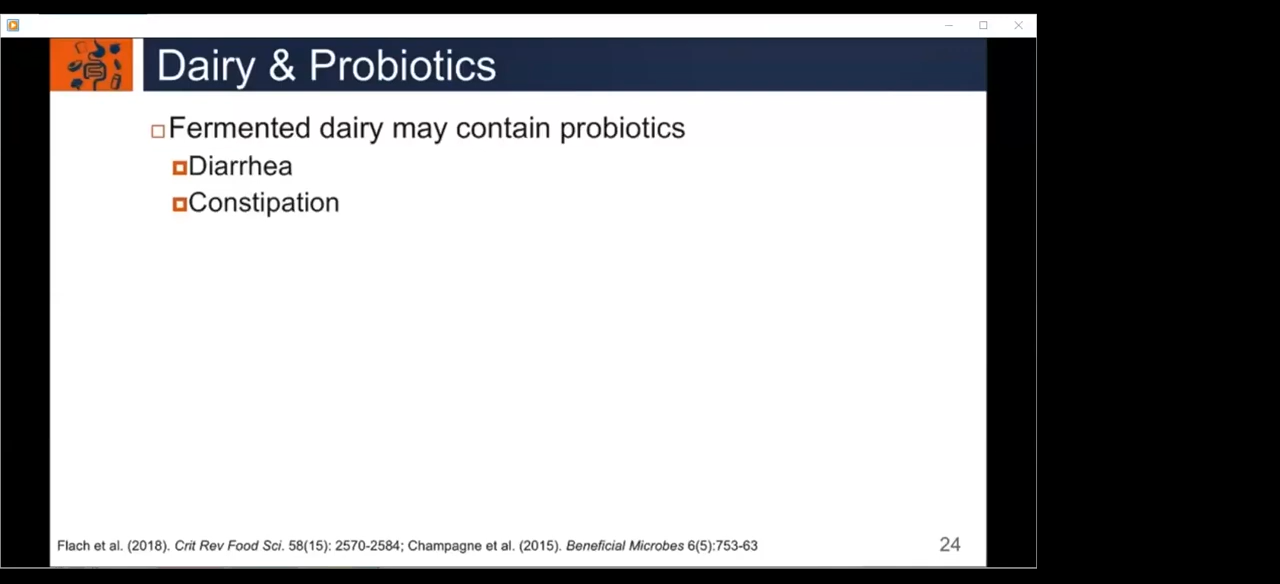 Dairy & Probiotics
Fermented dairy may contain probiotics
Diarrhea
Constipation
Flach et al. (2018). Crit Rev Food Sci. 58(15): 2570-2584; Champagne et al. (2015). Beneficial Microbes 6(5):753-63
24